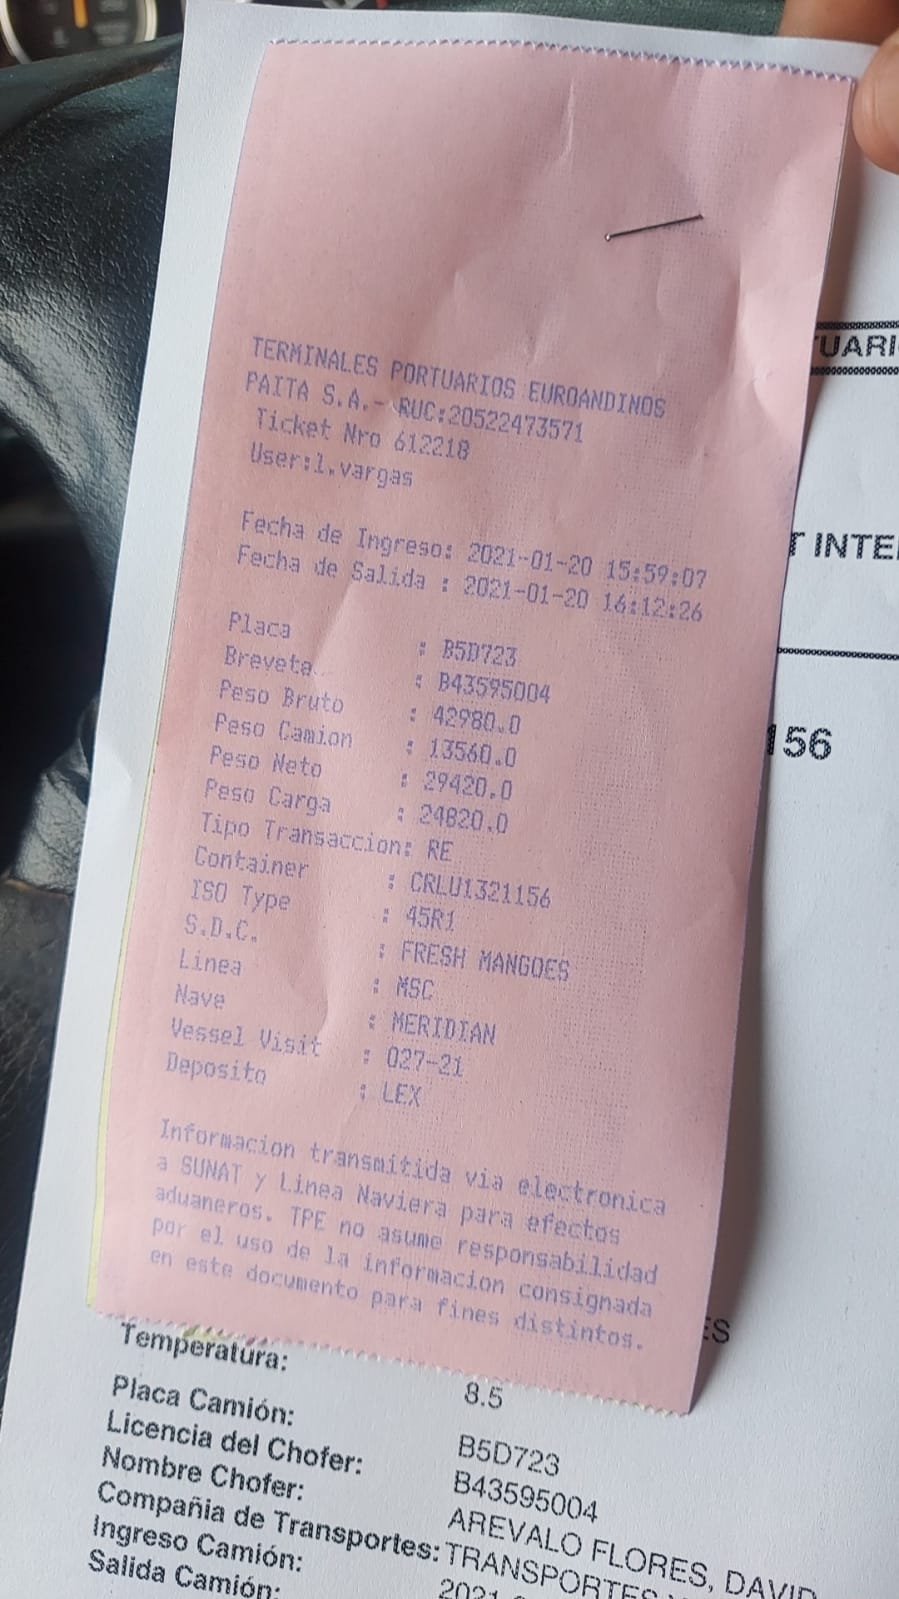 TERMINALES PORTUARIOS EUROANDINOS
PAITA S.A.- RUC:20522473571
Ticket Nro 612218
User:l.vargas
Fecha de Ingreso: 2021-01-20 15:59:07
Fecha de Salida : 2021-01-20 16:12:26
Placa : B5D723
Brevete : B43595004
Peso Bruto : 42980.0
Peso Camion : 13560.0
Peso Neto : 29420.0
Peso Carga : 24820.0
Tipo Transaccion: RE
Container : CRLU1321156
ISO Type : 45R1
S.D.C. : FRESH MANGOES
Linea : MSC
Nave : MERIDIAN
Vessel Visit : 027-21
Deposito : LEX
Informacion transmitida via electronica
a SUNAT y Linea Naviera para efectos
aduaneros. TPE no asume responsabilidad
por el uso de la informacion consignada
en este documento para fines distintos.
UARI
T INTE
156
ES
Temperatura: 8.5
Placa Camión: B5D723
Licencia del Chofer: B43595004
Nombre Chofer: AREVALO FLORES, DAVID
Compañia de Transportes: TRANSPORTES
Ingreso Camión: 2021
Salida Camión: